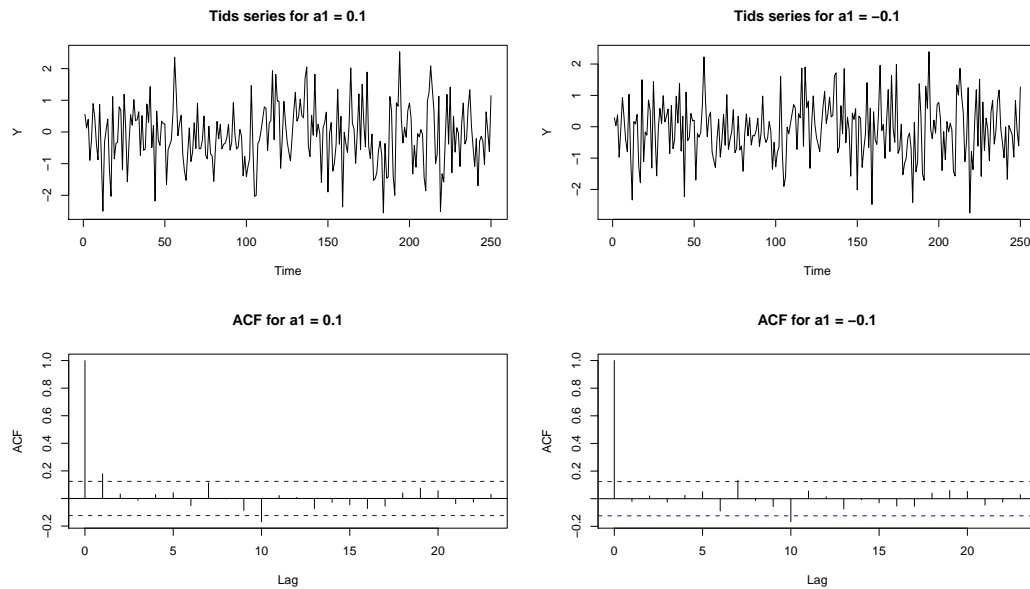 Tids series for a1 = 0.1
Y
2
1
0
−1
−2
0 50 100 150 200 250
Time
Tids series for a1 = −0.1
Y
2
1
0
−1
−2
0 50 100 150 200 250
Time
ACF for a1 = 0.1
ACF
1.0
0.8
0.6
0.4
0.2
−0.2
0 5 10 15 20
Lag
ACF for a1 = −0.1
ACF
1.0
0.8
0.6
0.4
0.2
−0.2
0 5 10 15 20
Lag